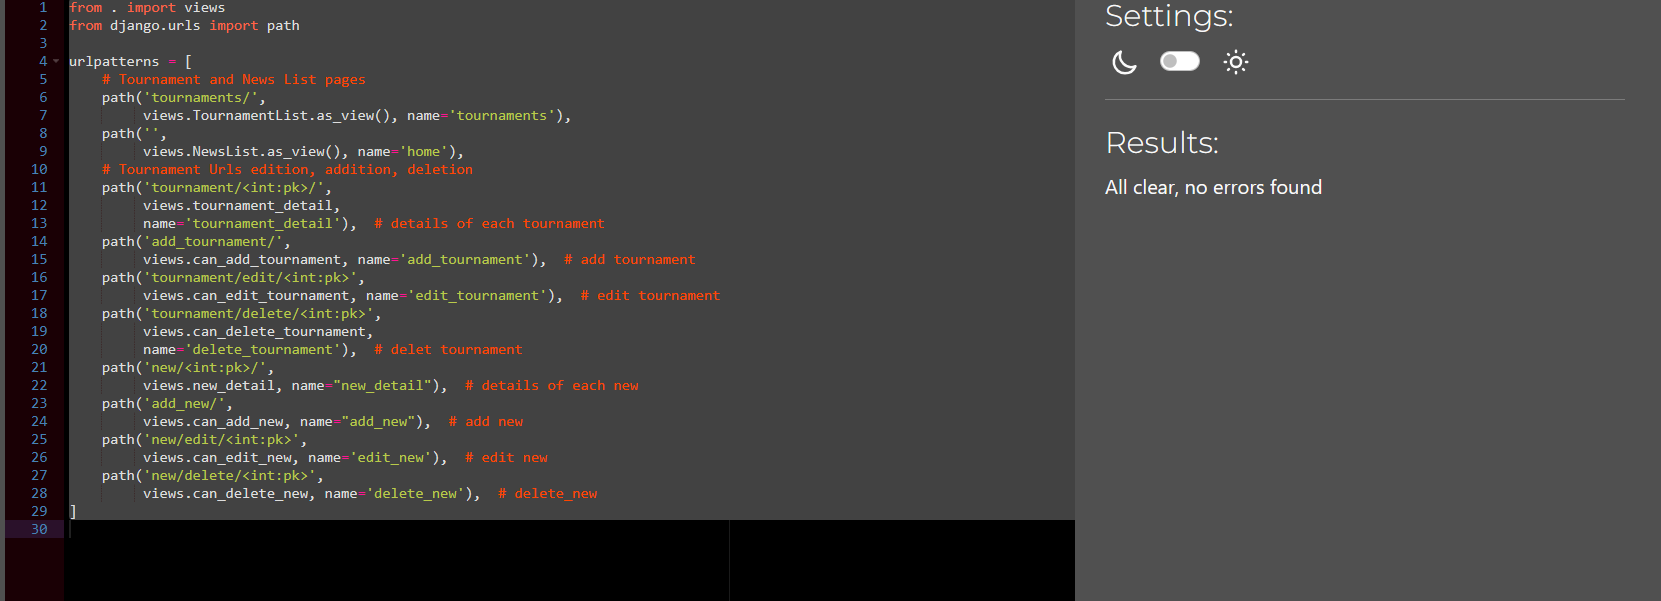 1 from . import views
2 from django.urls import path
3
4 urlpatterns = [
5 # Tournament and News List pages
6 path('tournaments/',
7 views.TournamentList.as_view(), name='tournaments'),
8 path('',
9 views.NewsList.as_view(), name='home'),
10 # Tournament Urls edition, addition, deletion
11 path('tournament/<int:pk>/',
12 views.tournament_detail,
13 name='tournament_detail'),  # details of each tournament
14 path('add_tournament/',
15 views.can_add_tournament, name='add_tournament'),  # add tournament
16 path('tournament/edit/<int:pk>',
17 views.can_edit_tournament, name='edit_tournament'),  # edit tournament
18 path('tournament/delete/<int:pk>',
19 views.can_delete_tournament,
20 name='delete_tournament'),  # delet tournament
21 path('new/<int:pk>/',
22 views.new_detail, name="new_detail"),  # details of each new
23 path('add_new/',
24 views.can_add_new, name="add_new"),  # add new
25 path('new/edit/<int:pk>',
26 views.can_edit_new, name='edit_new'),  # edit new
27 path('new/delete/<int:pk>',
28 views.can_delete_new, name='delete_new'),  # delete_new
29 ]
30
Settings:
Results:
All clear, no errors found